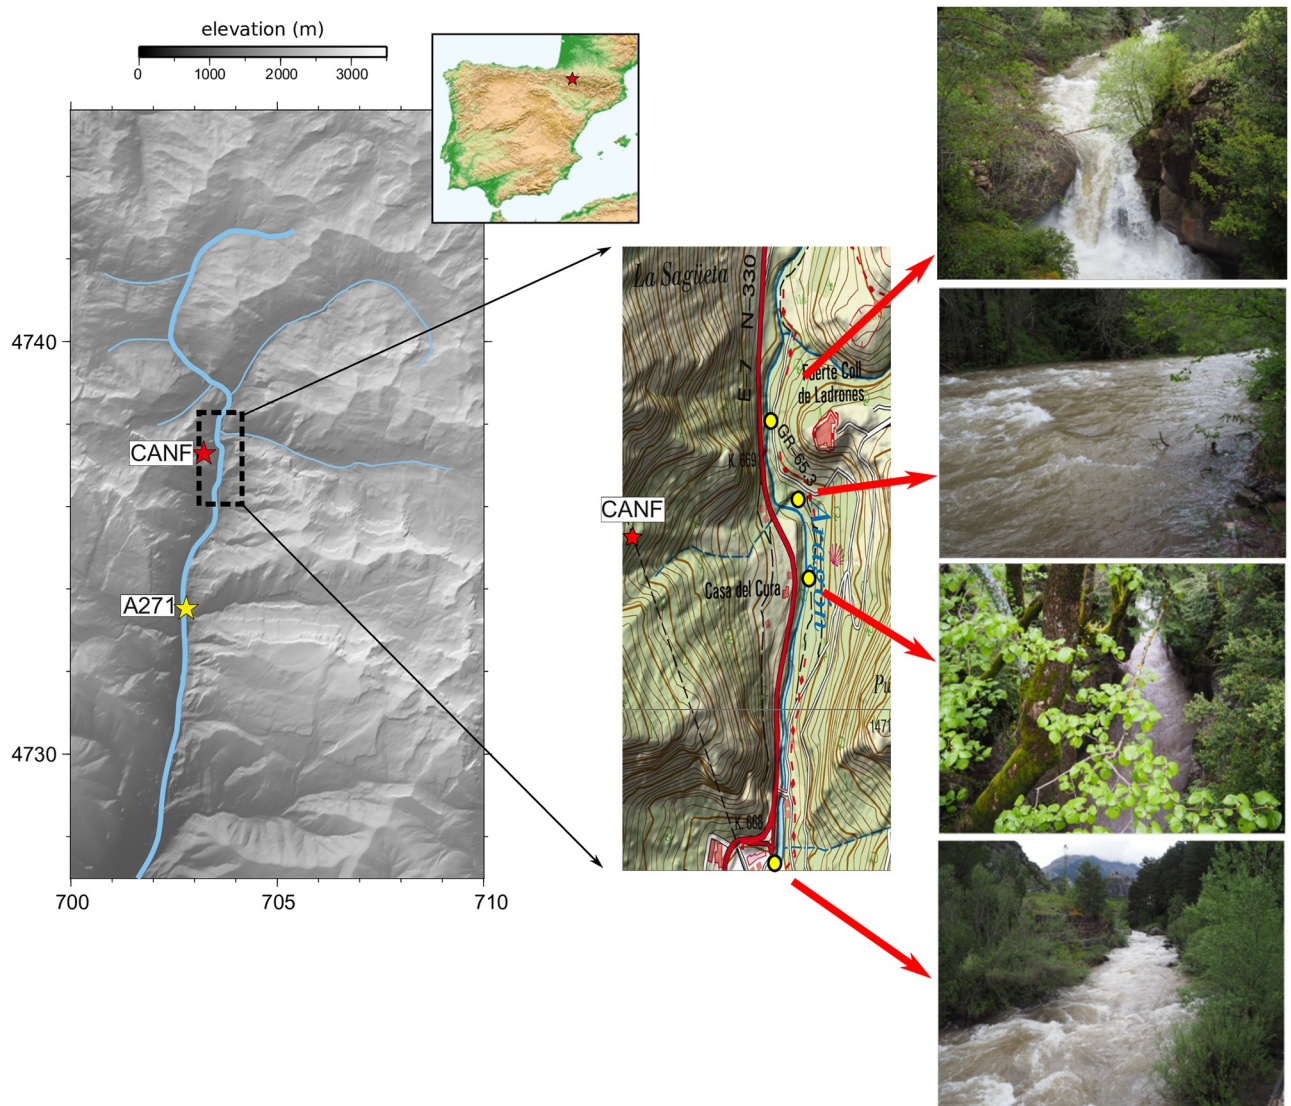 elevation (m)
0 1000 2000 3000
4740
4730
700 705 710
CANF
A271
La Sagüeta
N 330
E 7
Fuerte Coll
de Ladrones
GR-65.3
K. 669
CANF
Aragón
Casa del Cura
Pu
1471
K. 668